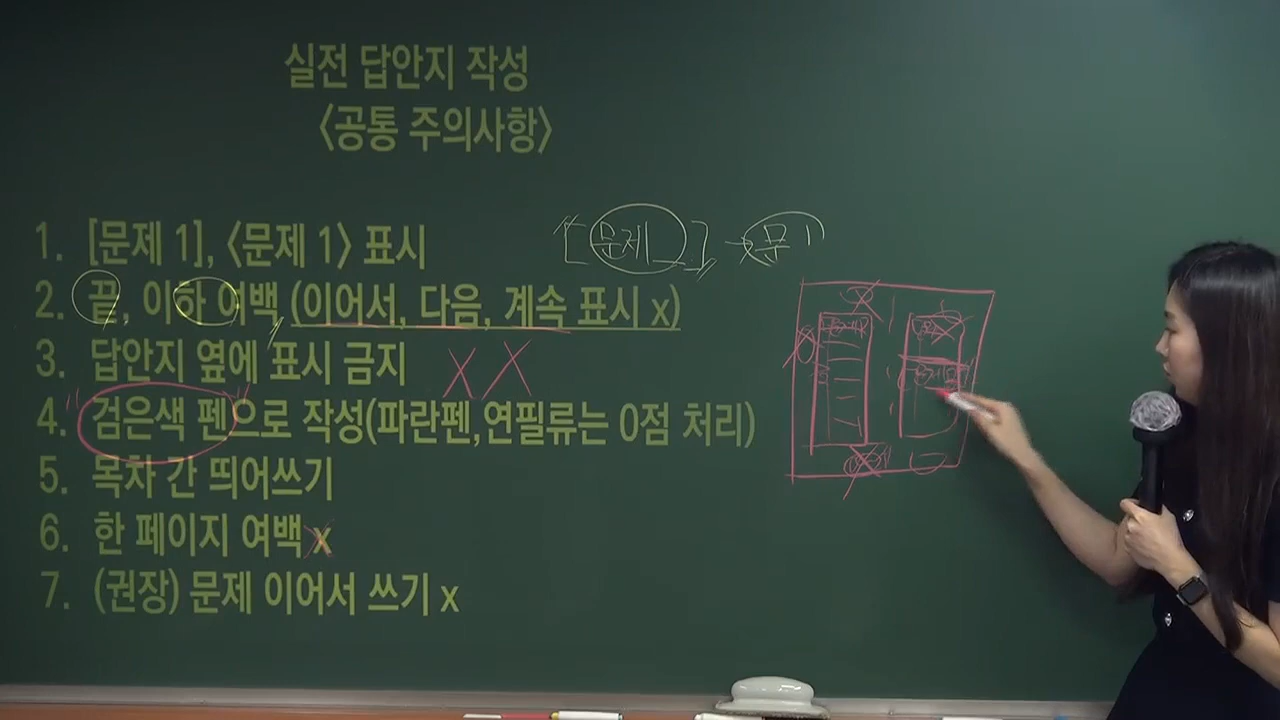 실전 답안지 작성
〈공통 주의사항〉
1. [문제 1], 〈문제 1〉 표시
[문제 ] → 문 1
2. 끝, 이하 여백 (이어서, 다음, 계속 표시 x)
3. 답안지 옆에 표시 금지
X X
4. 검은색 펜으로 작성(파란펜,연필류는 0점 처리)
5. 목차 간 띄어쓰기
6. 한 페이지 여백 x
7. (권장) 문제 이어서 쓰기 x